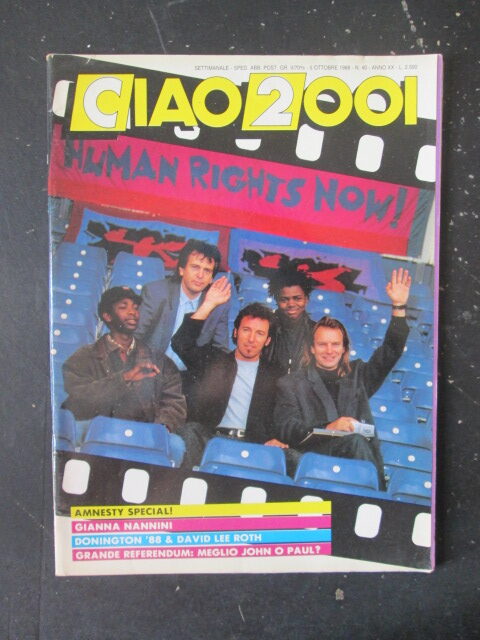 SETTIMANALE - SPED. ABB. POST. GR. II/70% - 5 OTTOBRE 1988 - N. 40 - ANNO XX - L. 2.500
CIAO 2001
HUMAN RIGHTS NOW!
AMNESTY SPECIAL!
GIANNA NANNINI
DONINGTON '88 & DAVID LEE ROTH
GRANDE REFERENDUM: MEGLIO JOHN O PAUL?